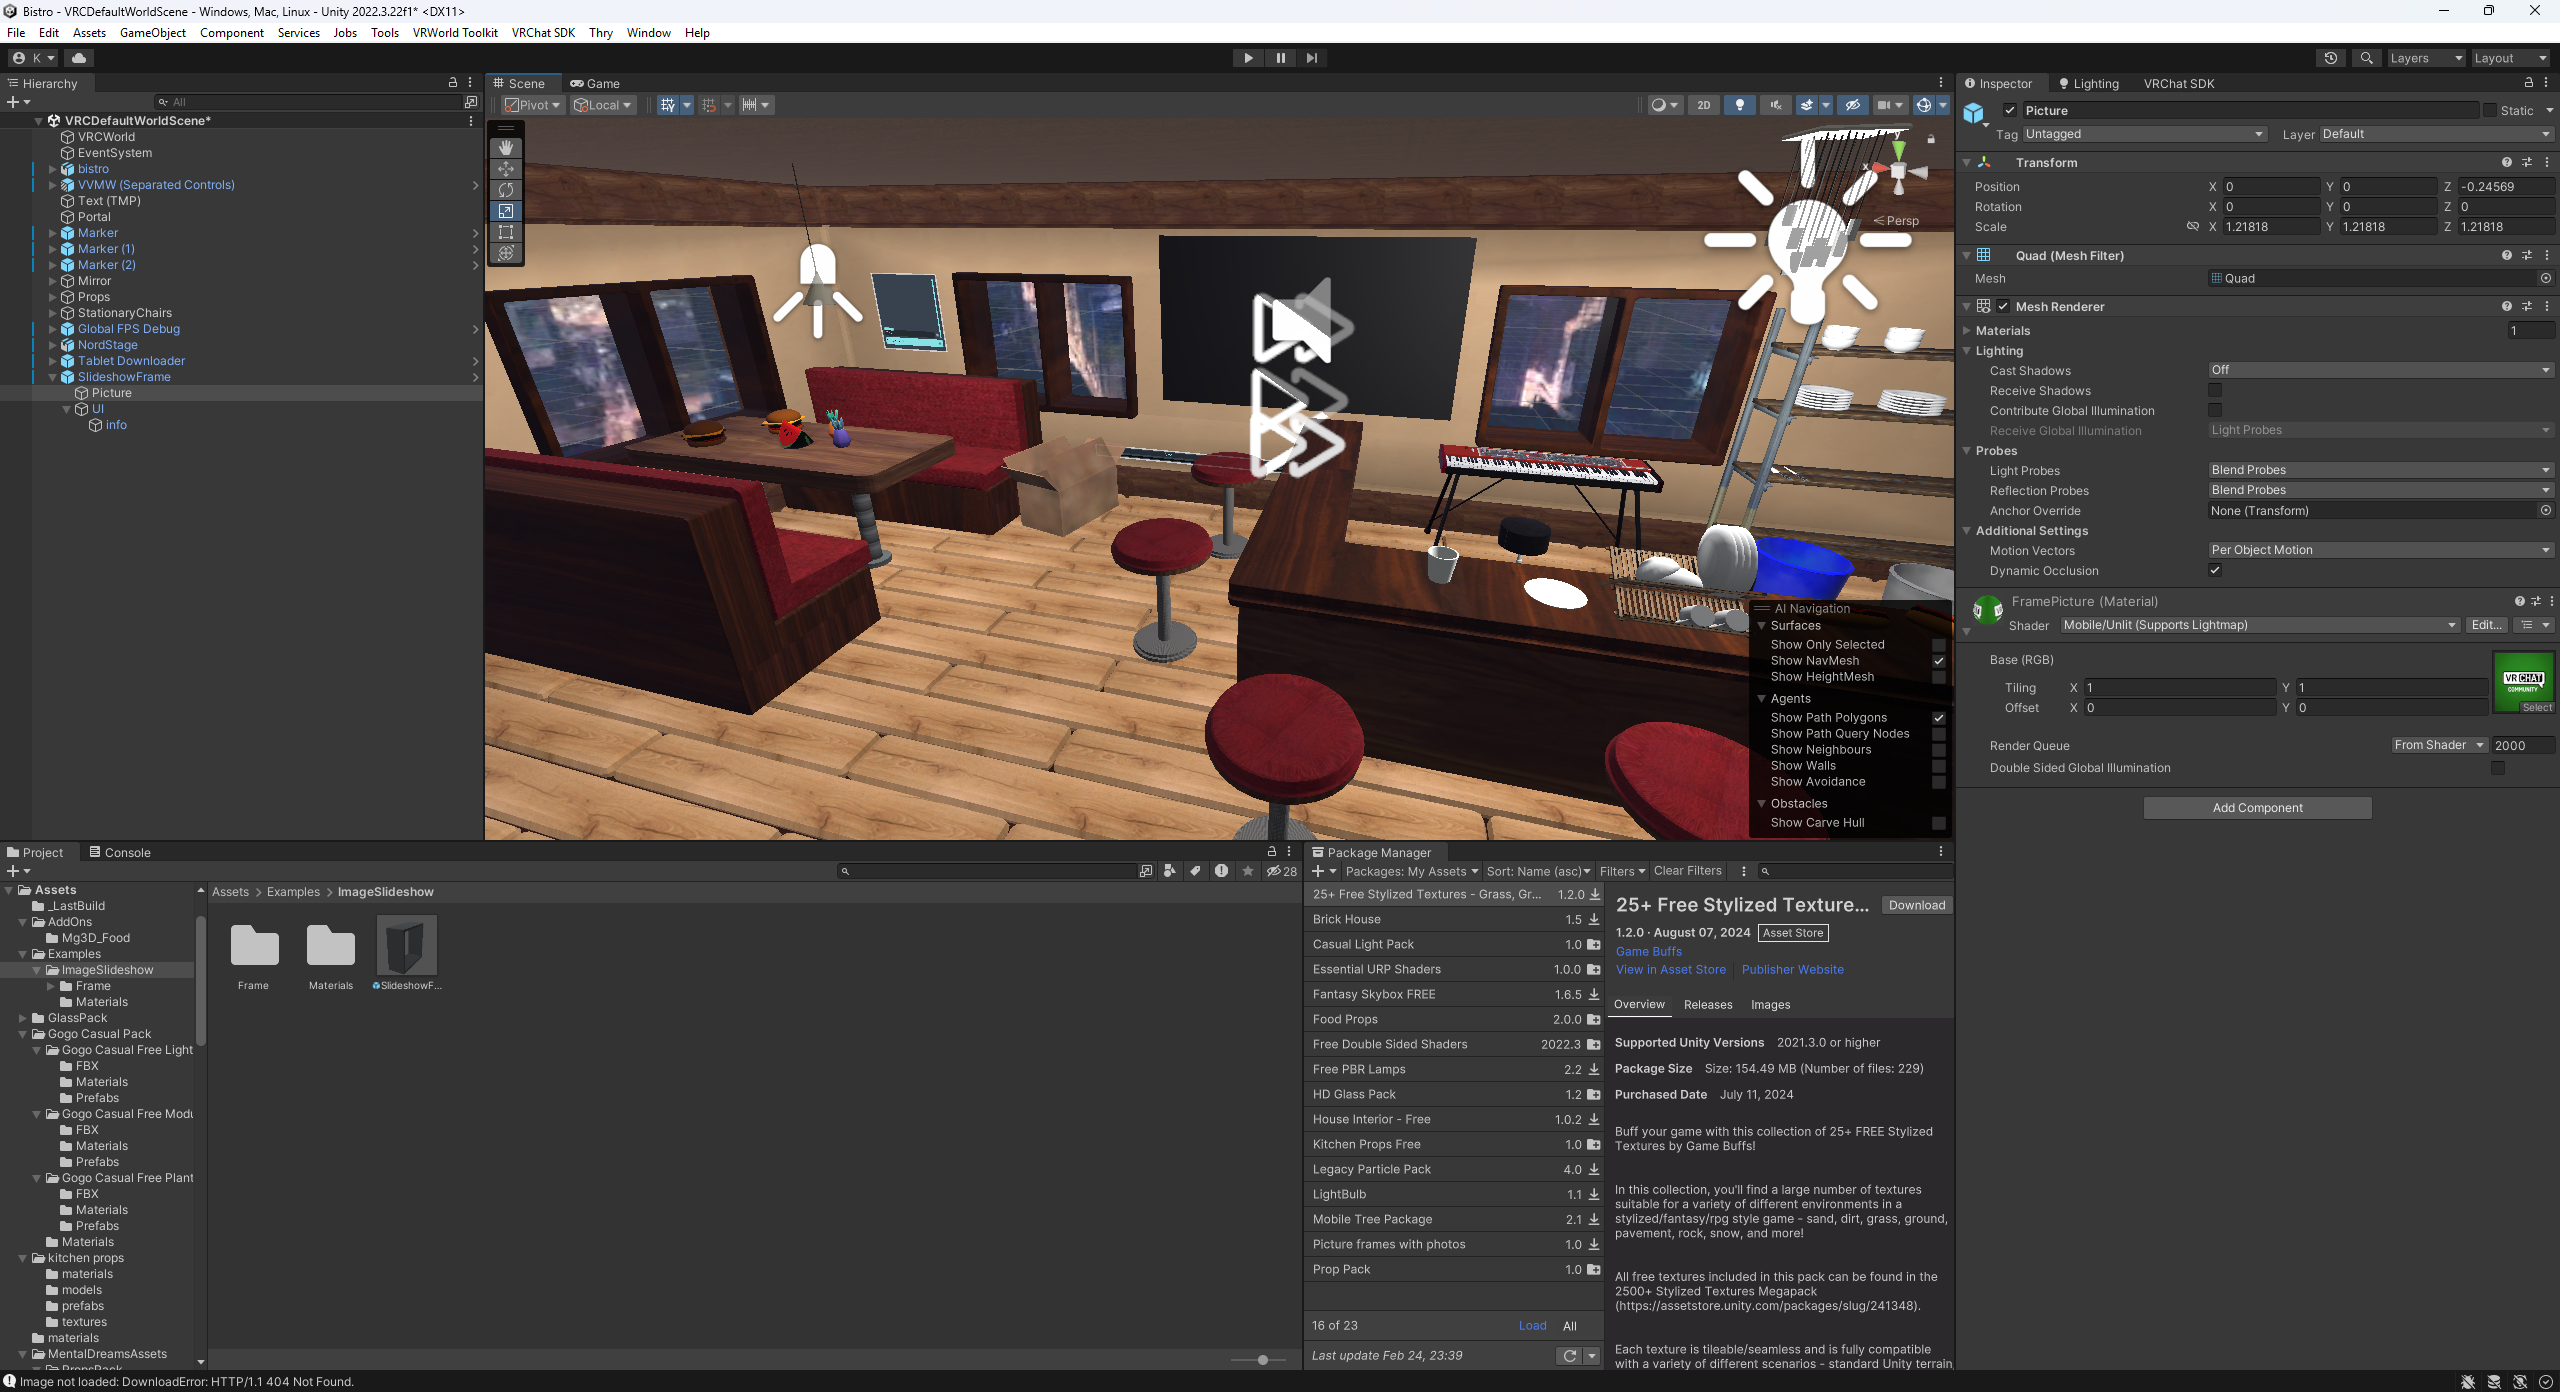 Bistro - VRCDefaultWorldScene - Windows, Mac, Linux - Unity 2022.3.22f1* <DX11>
File Edit Assets GameObject Component Services Jobs Tools VRWorld Toolkit VRChat SDK Thry Window Help
K Layers Layout
Hierarchy
All
VRCDefaultWorldScene*
VRCWorld
EventSystem
bistro
VVMW (Separated Controls)
Text (TMP)
Portal
Marker
Marker (1)
Marker (2)
Mirror
Props
StationaryChairs
Global FPS Debug
NordStage
Tablet Downloader
SlideshowFrame
Picture
UI
info
Scene Game
Pivot Local 2D
y
x
Persp
AI Navigation
Surfaces
Show Only Selected
Show NavMesh
Show HeightMesh
Agents
Show Path Polygons
Show Path Query Nodes
Show Neighbours
Show Walls
Show Avoidance
Obstacles
Show Carve Hull
Inspector Lighting VRChat SDK
Picture Static
Tag Untagged Layer Default
Transform
Position X 0 Y 0 Z -0.24569
Rotation X 0 Y 0 Z 0
Scale X 1.21818 Y 1.21818 Z 1.21818
Quad (Mesh Filter)
Mesh Quad
Mesh Renderer
Materials 1
Lighting
Cast Shadows Off
Receive Shadows
Contribute Global Illumination
Receive Global Illumination Light Probes
Probes
Light Probes Blend Probes
Reflection Probes Blend Probes
Anchor Override None (Transform)
Additional Settings
Motion Vectors Per Object Motion
Dynamic Occlusion
FramePicture (Material)
Shader Mobile/Unlit (Supports Lightmap) Edit...
Base (RGB)
Tiling X 1 Y 1
Offset X 0 Y 0
VRCHAT
COMMUNITY
Select
Render Queue From Shader 2000
Double Sided Global Illumination
Add Component
Project Console
28
Assets
_LastBuild
AddOns
Mg3D_Food
Examples
ImageSlideshow
Frame
Materials
GlassPack
Gogo Casual Pack
Gogo Casual Free Light
FBX
Materials
Prefabs
Gogo Casual Free Modu
FBX
Materials
Prefabs
Gogo Casual Free Plant
FBX
Materials
Prefabs
Materials
kitchen props
materials
models
prefabs
textures
materials
MentalDreamsAssets
PropsPack
Assets > Examples > ImageSlideshow
Frame Materials SlideshowF...
Package Manager
Packages: My Assets Sort: Name (asc) Filters Clear Filters
25+ Free Stylized Textures - Grass, Gr... 1.2.0
Brick House 1.5
Casual Light Pack 1.0
Essential URP Shaders 1.0.0
Fantasy Skybox FREE 1.6.5
Food Props 2.0.0
Free Double Sided Shaders 2022.3
Free PBR Lamps 2.2
HD Glass Pack 1.2
House Interior - Free 1.0.2
Kitchen Props Free 1.0
Legacy Particle Pack 4.0
LightBulb 1.1
Mobile Tree Package 2.1
Picture frames with photos 1.0
Prop Pack 1.0
16 of 23 Load All
Last update Feb 24, 23:39
25+ Free Stylized Texture... Download
1.2.0 · August 07, 2024 Asset Store
Game Buffs
View in Asset Store Publisher Website
Overview Releases Images
Supported Unity Versions 2021.3.0 or higher
Package Size Size: 154.49 MB (Number of files: 229)
Purchased Date July 11, 2024
Buff your game with this collection of 25+ FREE Stylized
Textures by Game Buffs!
In this collection, you'll find a large number of textures
suitable for a variety of different environments in a
stylized/fantasy/rpg style game - sand, dirt, grass, ground,
pavement, rock, snow, and more!
All free textures included in this pack can be found in the
2500+ Stylized Textures Megapack
(https://assetstore.unity.com/packages/slug/241348).
Each texture is tileable/seamless and is fully compatible
with a variety of different scenarios - standard Unity terrain,
Image not loaded: DownloadError: HTTP/1.1 404 Not Found.